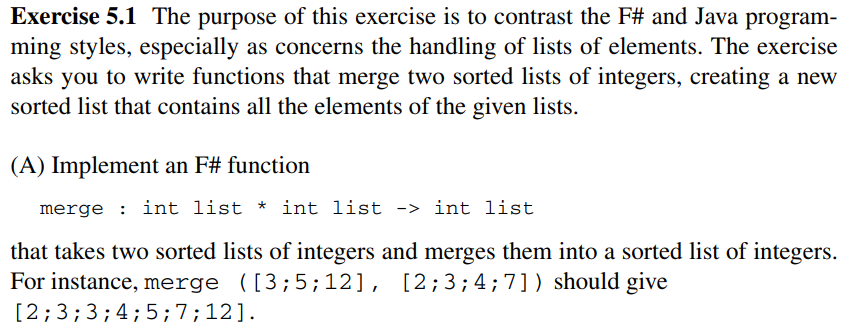 Exercise 5.1 The purpose of this exercise is to contrast the F# and Java program-
ming styles, especially as concerns the handling of lists of elements. The exercise
asks you to write functions that merge two sorted lists of integers, creating a new
sorted list that contains all the elements of the given lists.
(A) Implement an F# function
merge : int list * int list -> int list
that takes two sorted lists of integers and merges them into a sorted list of integers.
For instance, merge ([3;5;12], [2;3;4;7]) should give
[2;3;3;4;5;7;12].